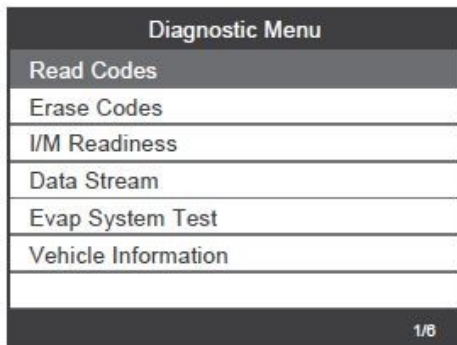 Diagnostic Menu
Read Codes
Erase Codes
I/M Readiness
Data Stream
Evap System Test
Vehicle Information
1/6